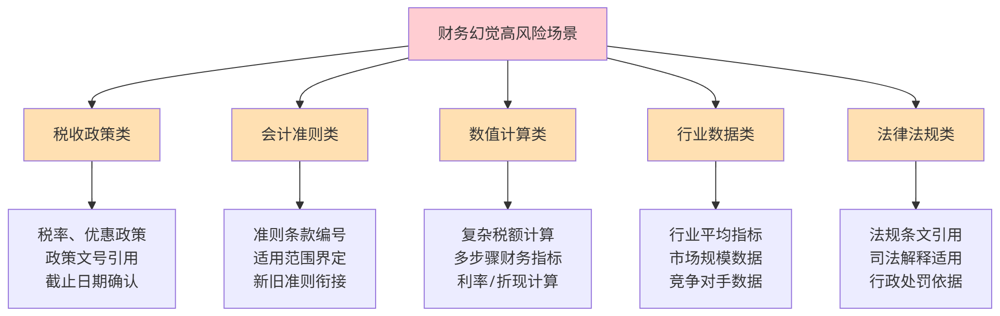 财务幻觉高风险场景
税收政策类
会计准则类
数值计算类
行业数据类
法律法规类
税率、优惠政策
政策文号引用
截止日期确认
准则条款编号
适用范围界定
新旧准则衔接
复杂税额计算
多步骤财务指标
利率/折现计算
行业平均指标
市场规模数据
竞争对手数据
法规条文引用
司法解释适用
行政处罚依据